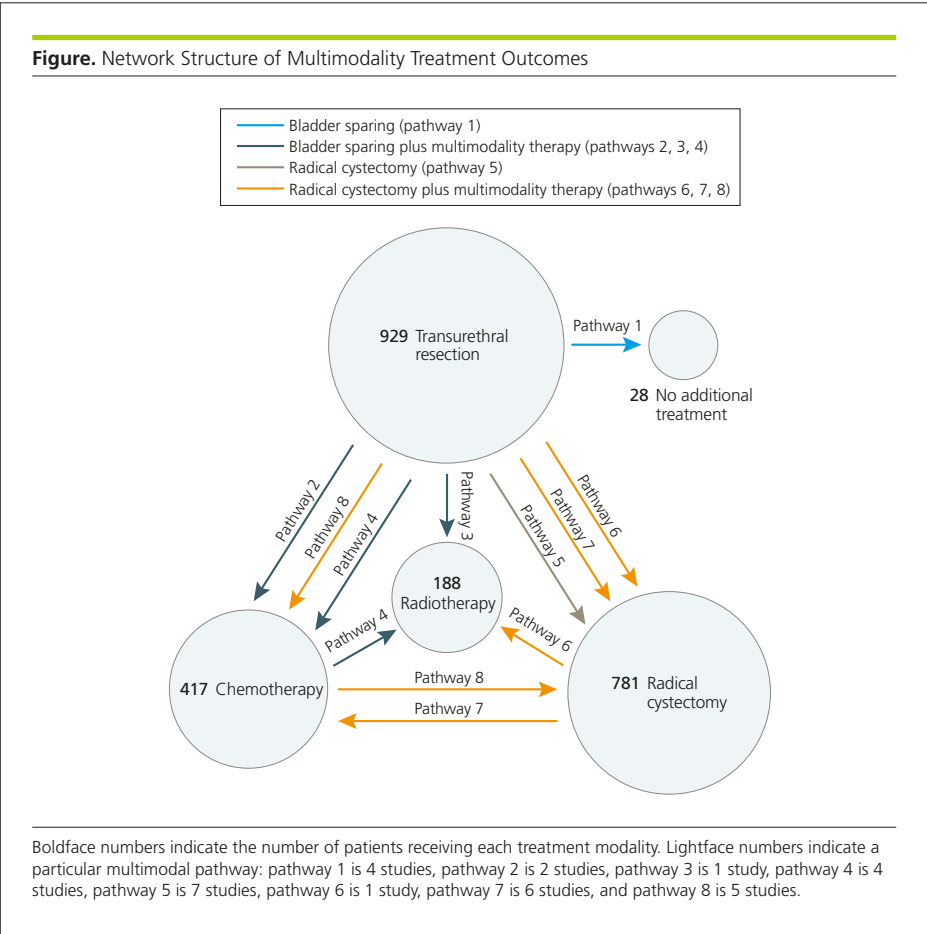 Figure. Network Structure of Multimodality Treatment Outcomes
Bladder sparing (pathway 1)
Bladder sparing plus multimodality therapy (pathways 2, 3, 4)
Radical cystectomy (pathway 5)
Radical cystectomy plus multimodality therapy (pathways 6, 7, 8)
929 Transurethral
resection
Pathway 1
28 No additional
treatment
Pathway 2
Pathway 8
Pathway 4
Pathway 3
Pathway 5
Pathway 7
Pathway 6
188
Radiotherapy
Pathway 4
Pathway 6
417 Chemotherapy
Pathway 8
Pathway 7
781 Radical
cystectomy
Boldface numbers indicate the number of patients receiving each treatment modality. Lightface numbers indicate a
particular multimodal pathway: pathway 1 is 4 studies, pathway 2 is 2 studies, pathway 3 is 1 study, pathway 4 is 4
studies, pathway 5 is 7 studies, pathway 6 is 1 study, pathway 7 is 6 studies, and pathway 8 is 5 studies.